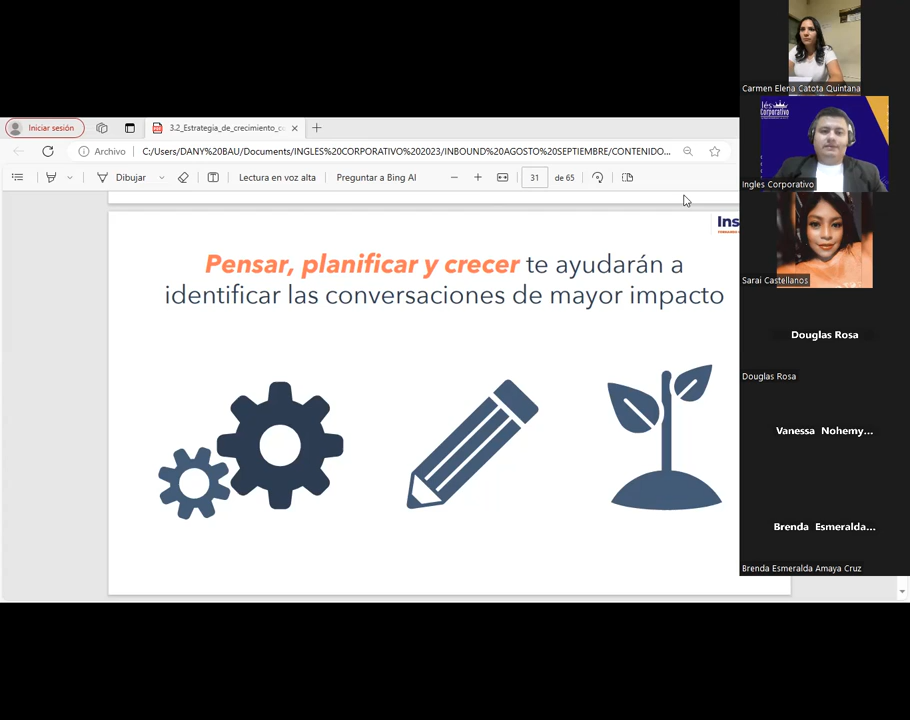 Carmen Elena Catota Quintana
Iniciar sesión
3.2_Estrategia_de_crecimiento_c
Archivo
C:/Users/DANY%20BAU/Documents/INGLES%20CORPORATIVO%202023/INBOUND%20AGOSTO%20SEPTIEMBRE/CONTENIDO...
Dibujar
Lectura en voz alta
Preguntar a Bing AI
31
de 65
lés
Corporativo
Ingles Corporativo
Ins
Pensar, planificar y crecer te ayudarán a
identificar las conversaciones de mayor impacto
Sarai Castellanos
Douglas Rosa
Douglas Rosa
Vanessa Nohemy...
Brenda Esmeralda...
Brenda Esmeralda Amaya Cruz